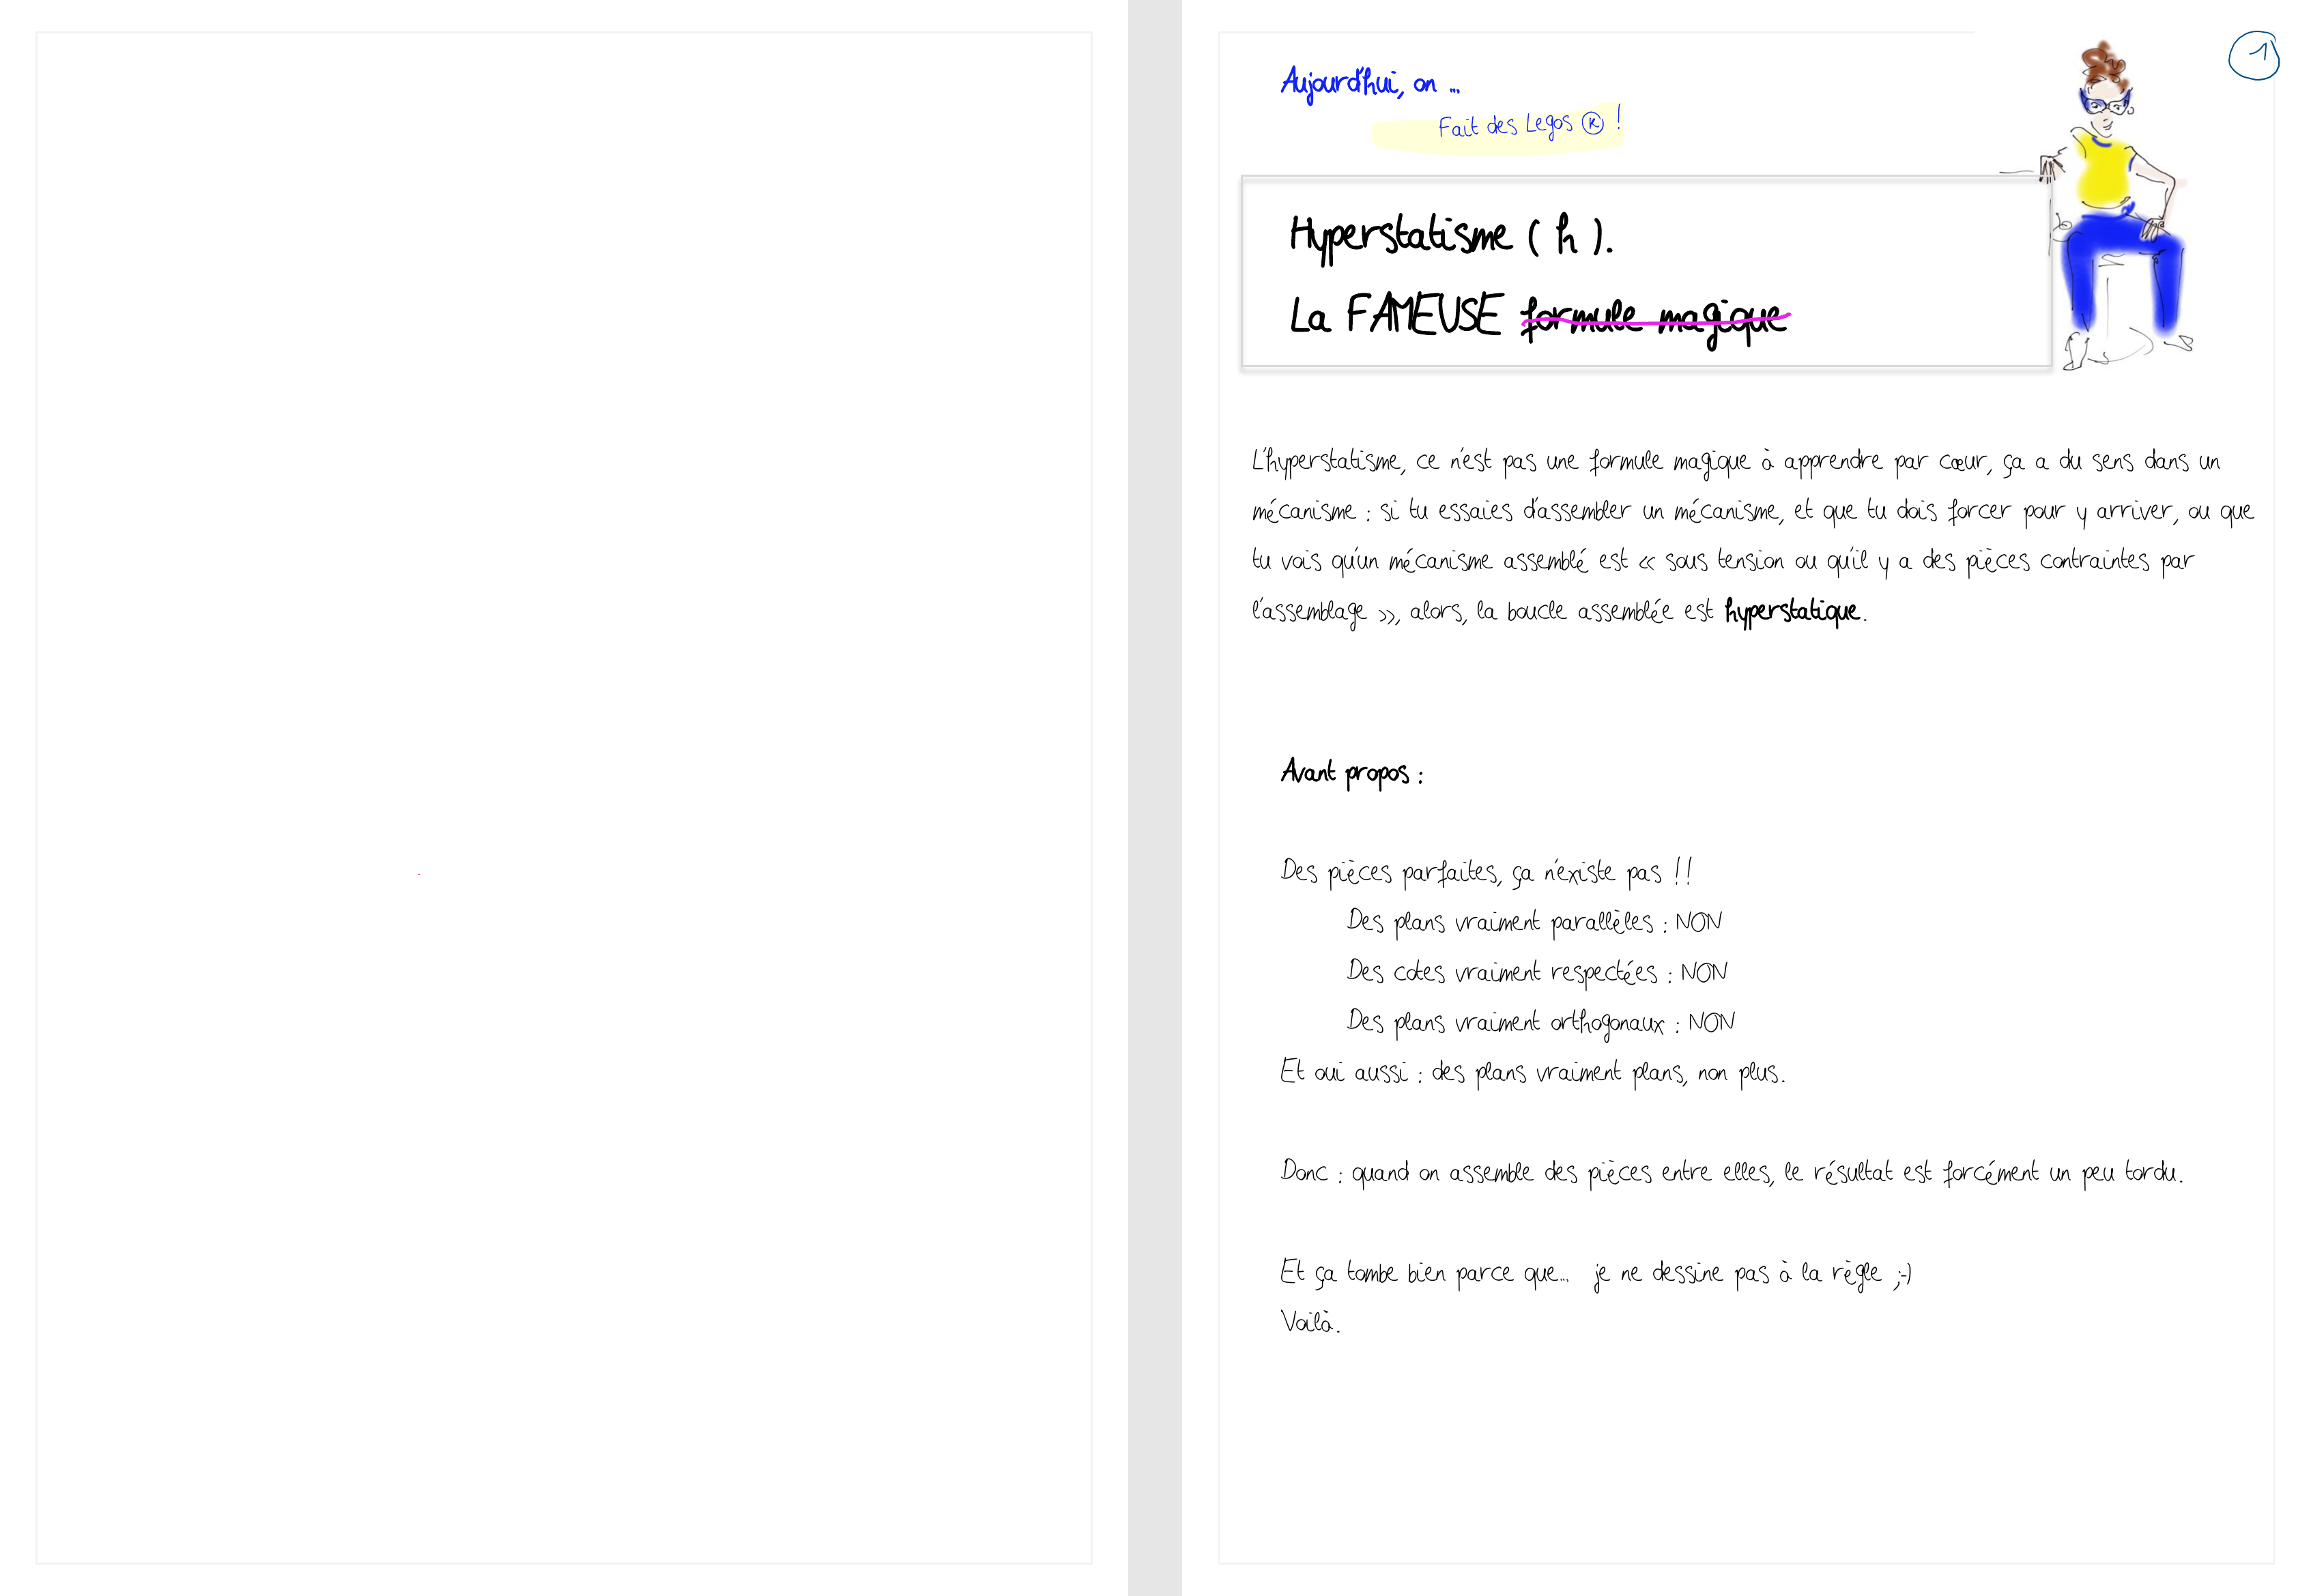 1
Aujourd'hui, on ...
Fait des Legos ® !
Hyperstatisme ( h ).
La FAMEUSE formule magique
L'hyperstatisme, ce n'est pas une formule magique à apprendre par cœur, ça a du sens dans un
mécanisme : si tu essaies d'assembler un mécanisme, et que tu dois forcer pour y arriver, ou que
tu vois qu'un mécanisme assemblé est « sous tension ou qu'il y a des pièces contraintes par
l'assemblage », alors, la boucle assemblée est hyperstatique.
Avant propos :
Des pièces parfaites, ça n'existe pas !!
Des plans vraiment parallèles : NON
Des cotes vraiment respectées : NON
Des plans vraiment orthogonaux : NON
Et oui aussi : des plans vraiment plans, non plus.
Donc : quand on assemble des pièces entre elles, le résultat est forcément un peu tordu.
Et ça tombe bien parce que... je ne dessine pas à la règle ;-)
Voilà.